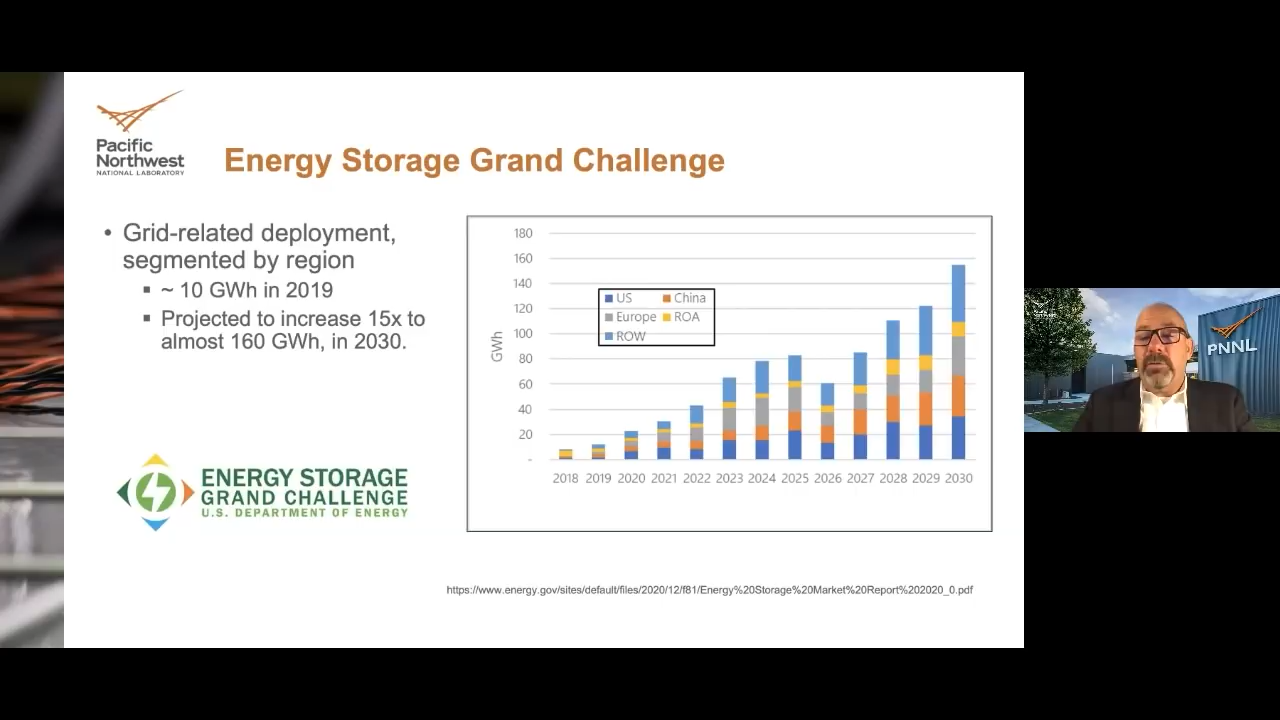 Pacific
Northwest
NATIONAL LABORATORY
Energy Storage Grand Challenge
• Grid-related deployment,
segmented by region
▪ ~ 10 GWh in 2019
▪ Projected to increase 15x to
almost 160 GWh, in 2030.
ENERGY STORAGE
GRAND CHALLENGE
U.S. DEPARTMENT OF ENERGY
180
160
140
120
100
80
60
40
20
-
GWh
US China
Europe ROA
ROW
2018 2019 2020 2021 2022 2023 2024 2025 2026 2027 2028 2029 2030
https://www.energy.gov/sites/default/files/2020/12/f81/Energy%20Storage%20Market%20Report%202020_0.pdf
PNNL